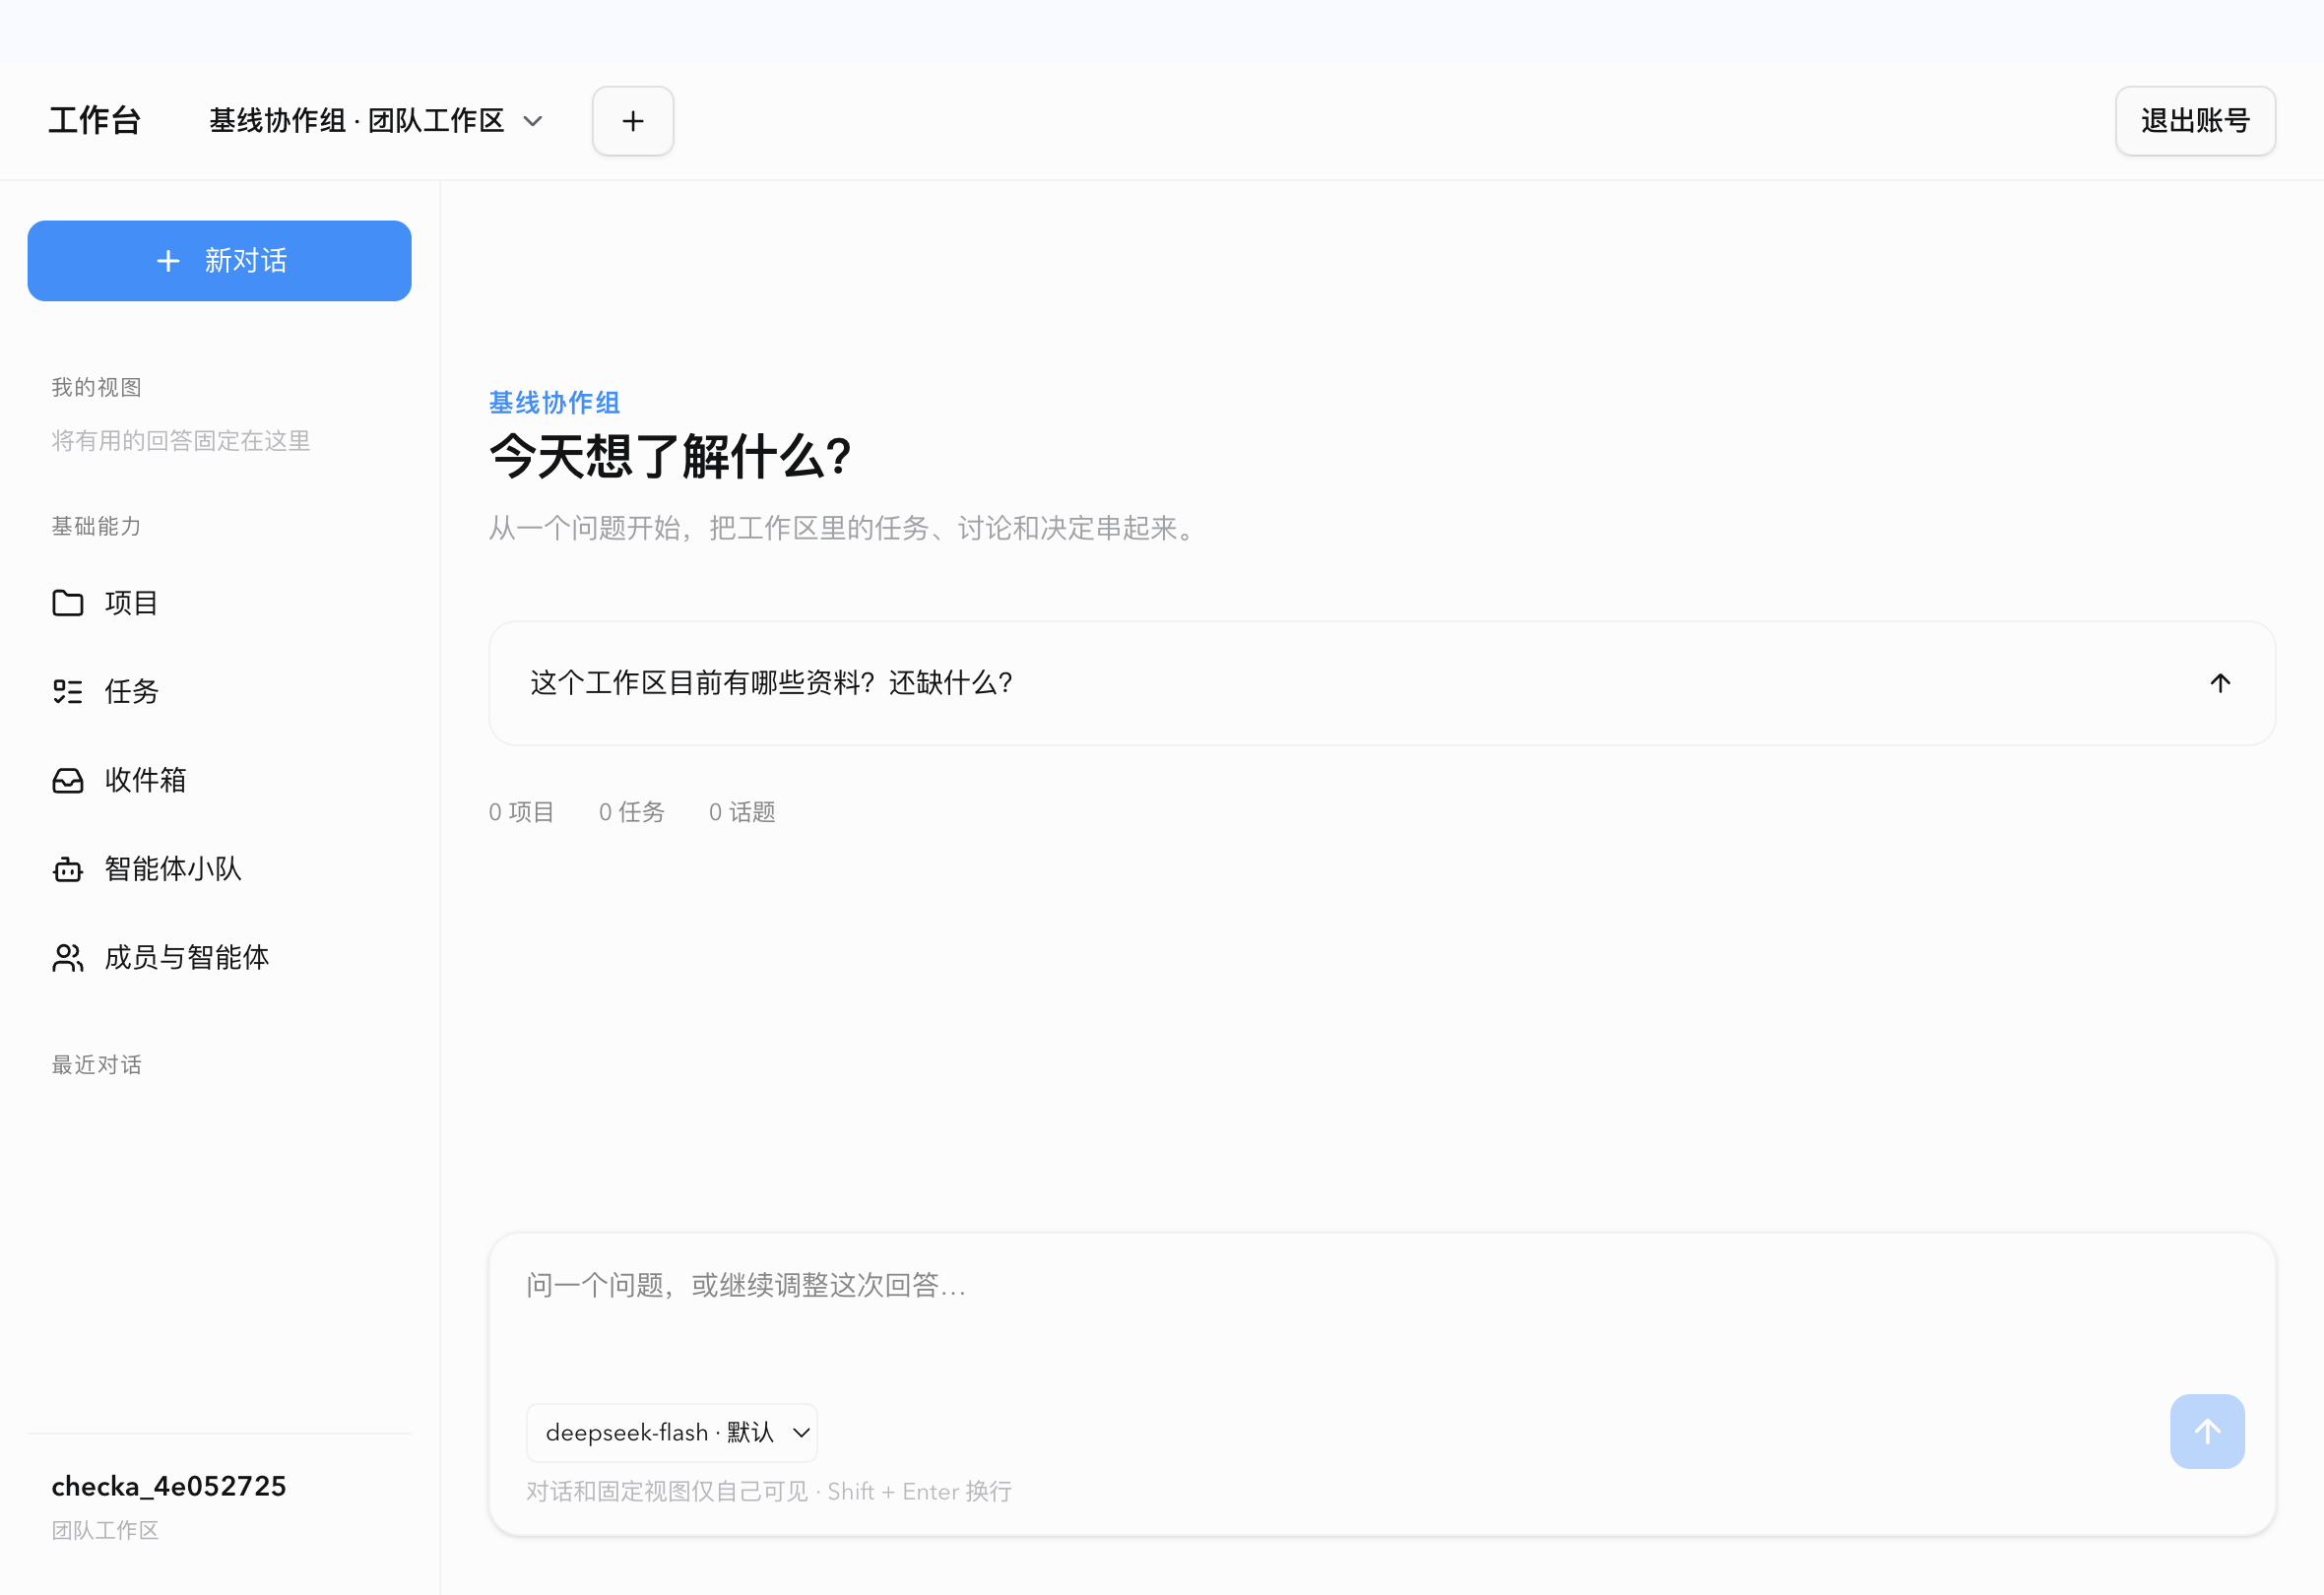 工作台
基线协作组 · 团队工作区
退出账号
新对话
我的视图
将有用的回答固定在这里
基础能力
项目
任务
收件箱
智能体小队
成员与智能体
最近对话
checka_4e052725
团队工作区
基线协作组
今天想了解什么?
从一个问题开始，把工作区里的任务、讨论和决定串起来。
这个工作区目前有哪些资料？还缺什么？
0 项目 0 任务 0 话题
问一个问题，或继续调整这次回答…
deepseek-flash · 默认
对话和固定视图仅自己可见 · Shift + Enter 换行